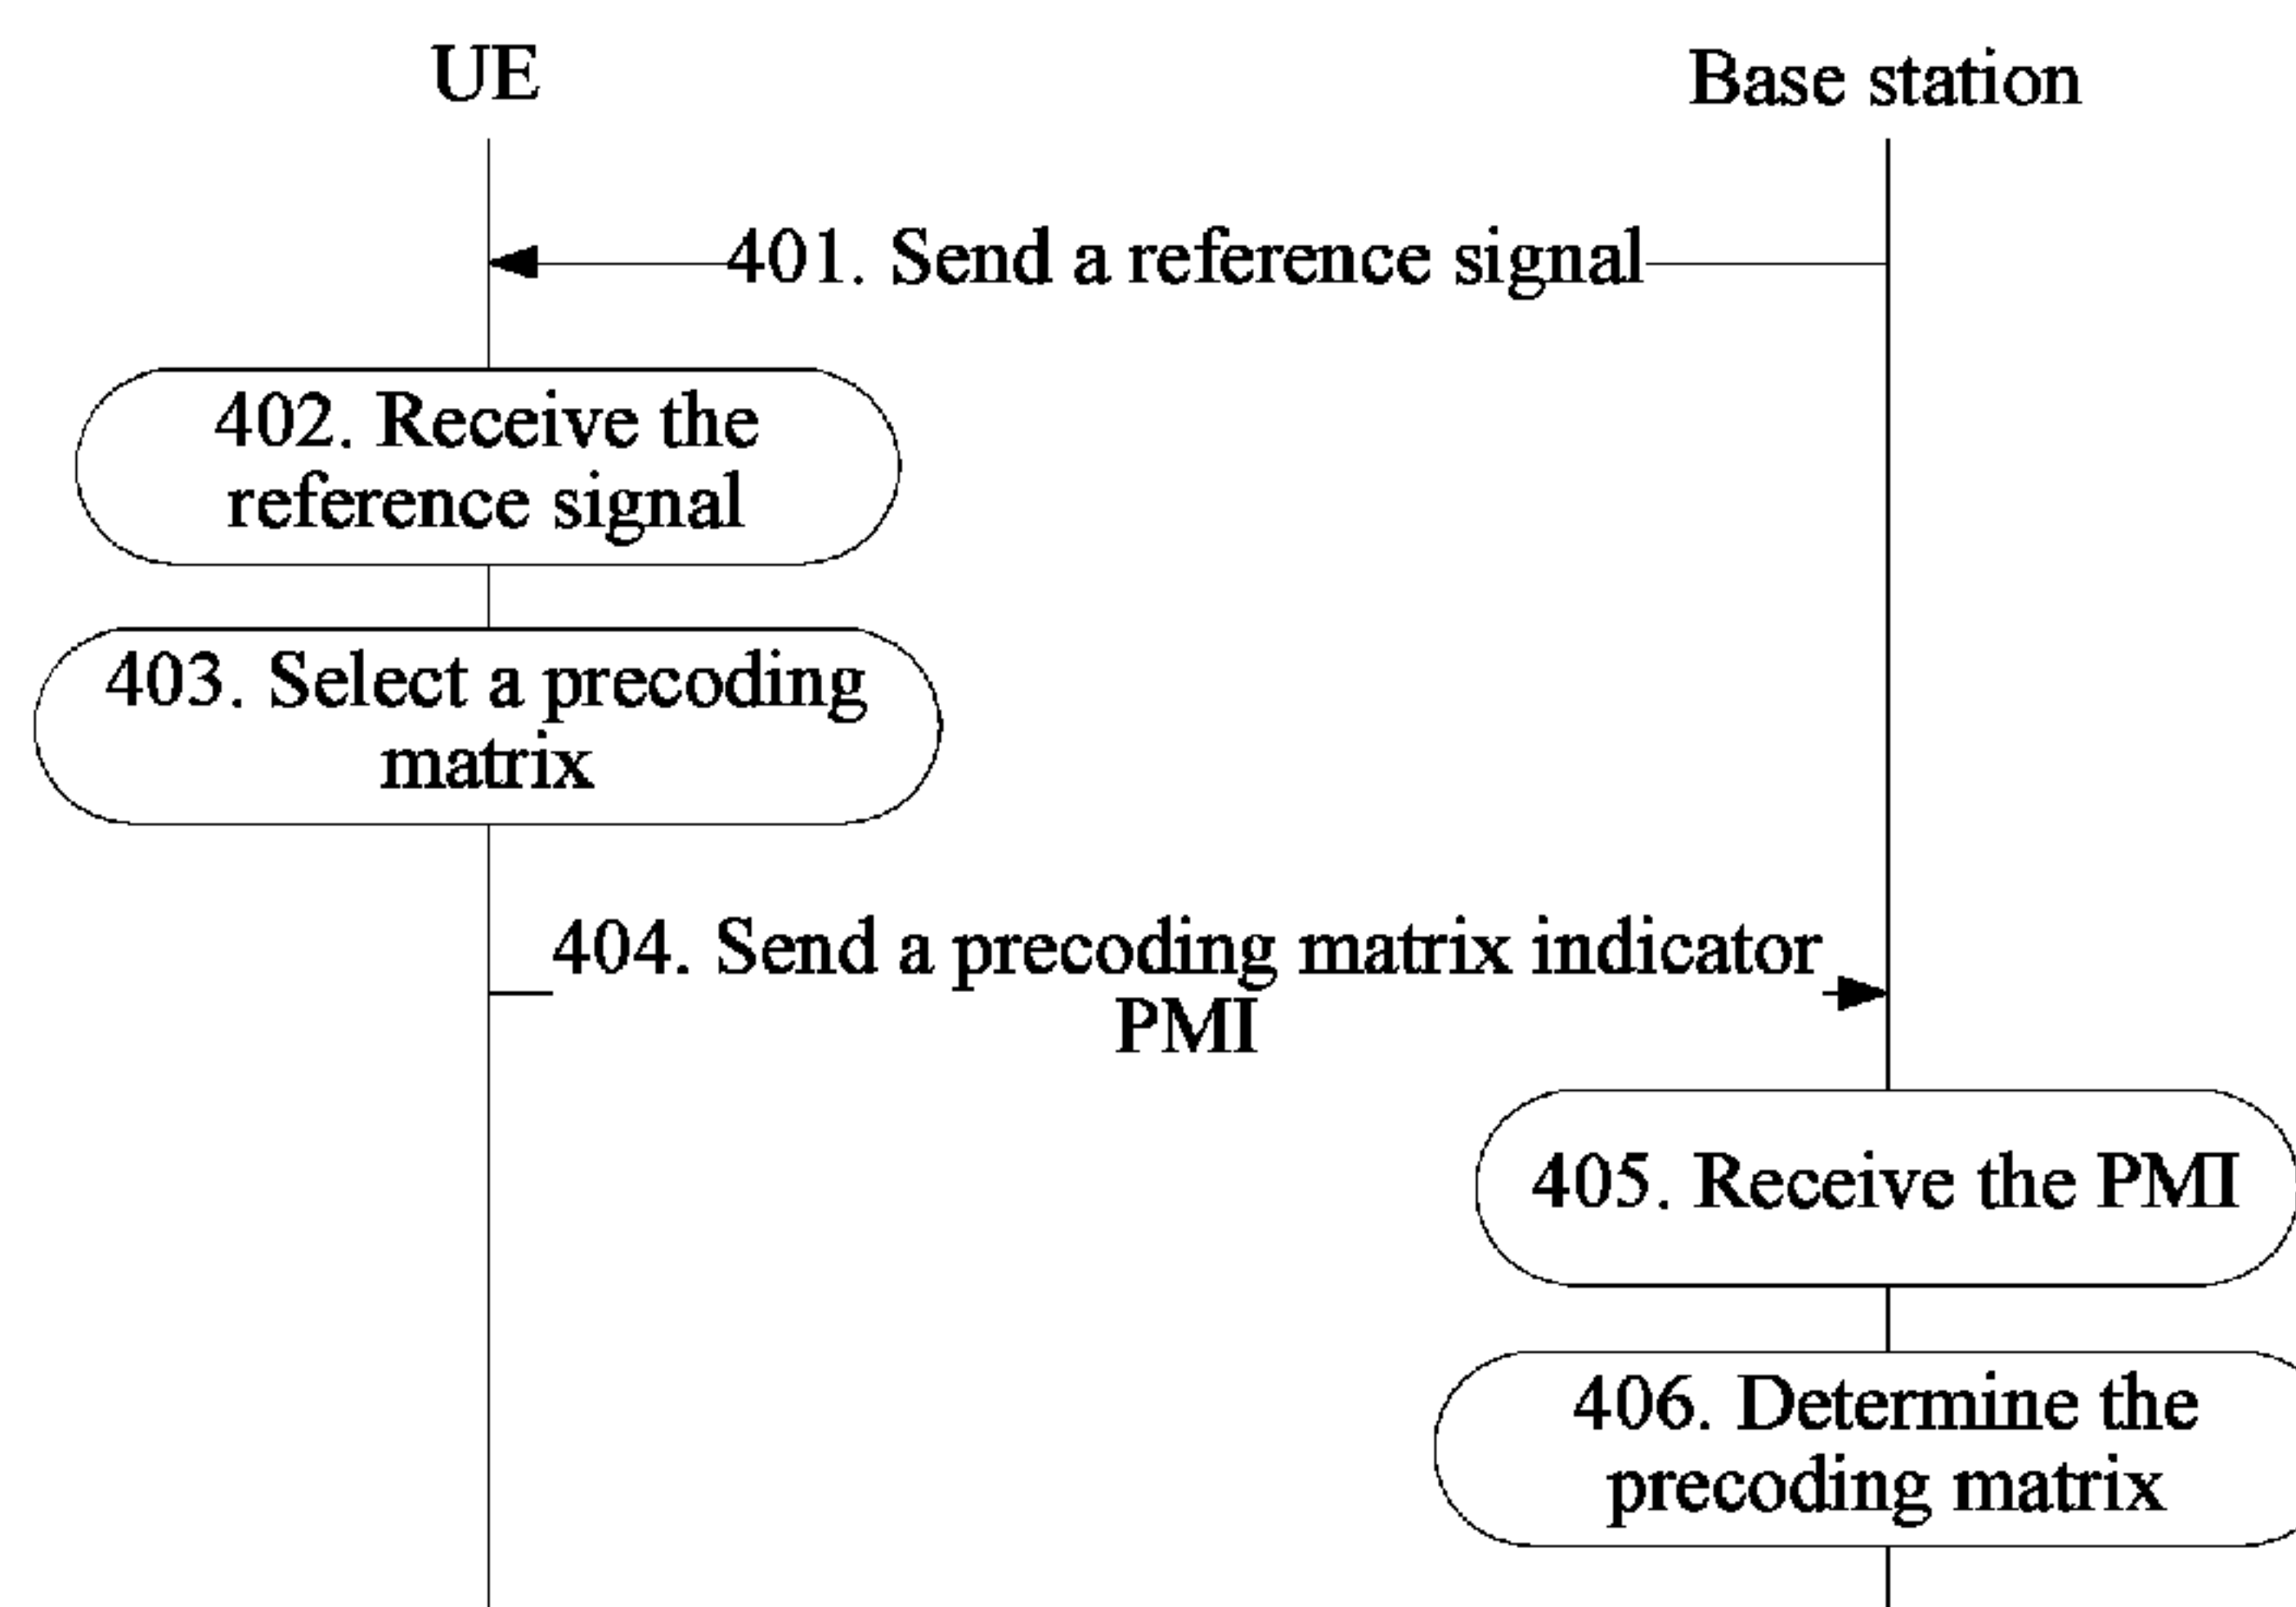 UE
Base station
401. Send a reference signal
402. Receive the
reference signal
403. Select a precoding
matrix
404. Send a precoding matrix indicator
PMI
405. Receive the PMI
406. Determine the
precoding matrix